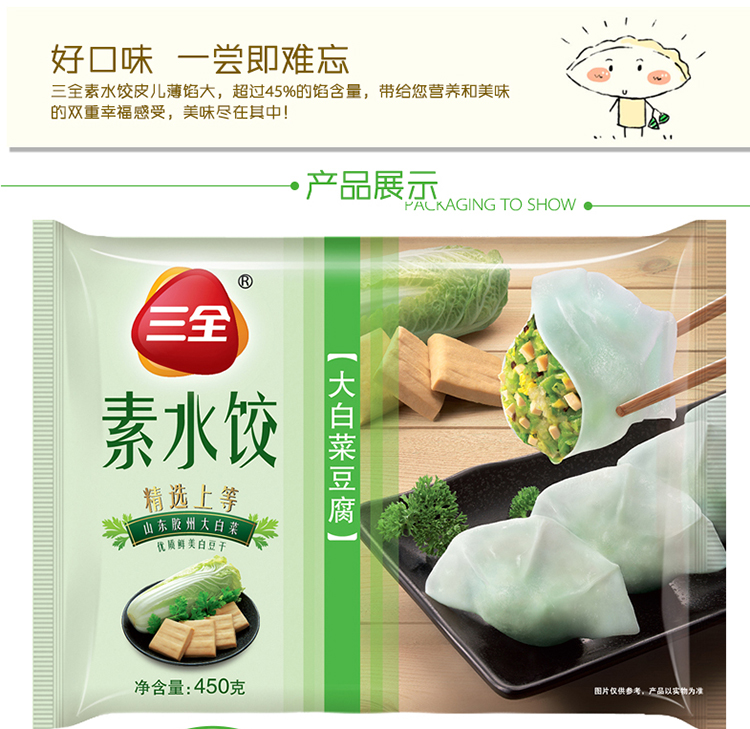 好口味 一尝即难忘
三全素水饺皮儿薄馅大，超过45%的馅含量，带给您营养和美味
的双重幸福感受，美味尽在其中！
产品展示
PACKAGING TO SHOW
三全®
素水饺
【大白菜豆腐】
精选上等
山东胶州大白菜
优质鲜美白豆干
净含量：450克
图片仅供参考，产品以实物为准